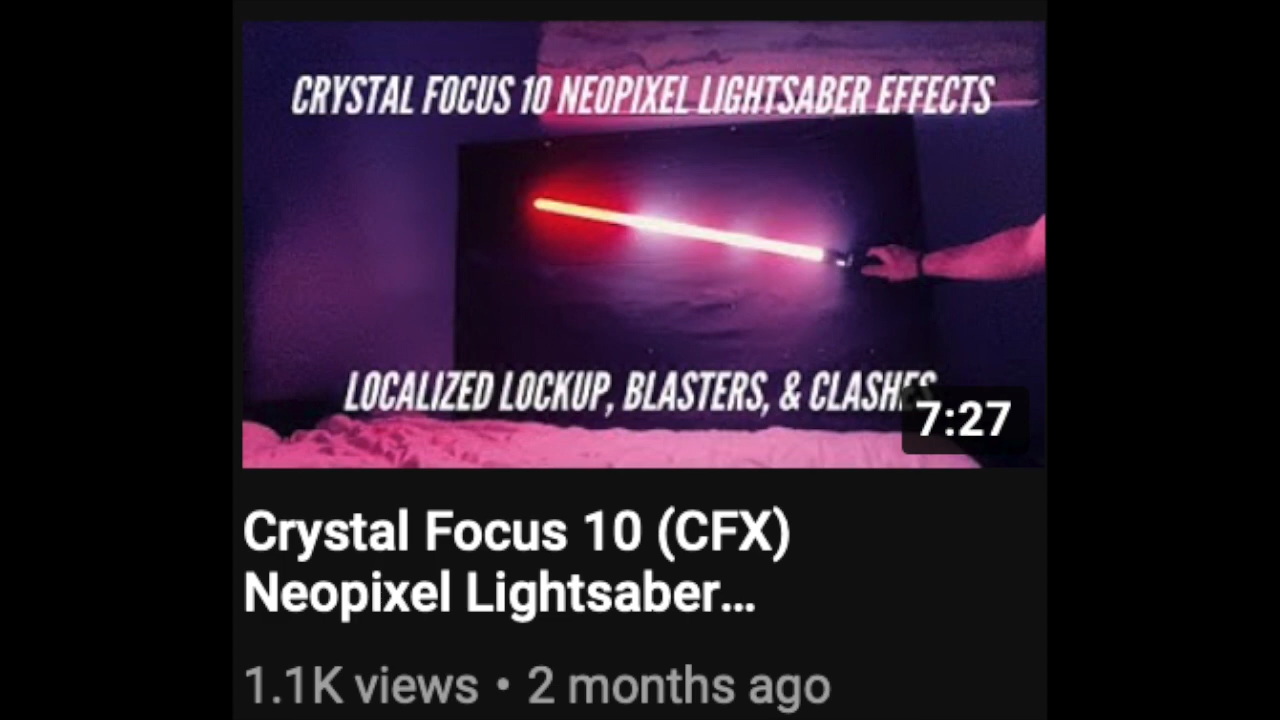 CRYSTAL FOCUS 10 NEOPIXEL LIGHTSABER EFFECTS
LOCALIZED LOCKUP, BLASTERS, & CLASHES
7:27
Crystal Focus 10 (CFX)
Neopixel Lightsaber...
1.1K views • 2 months ago